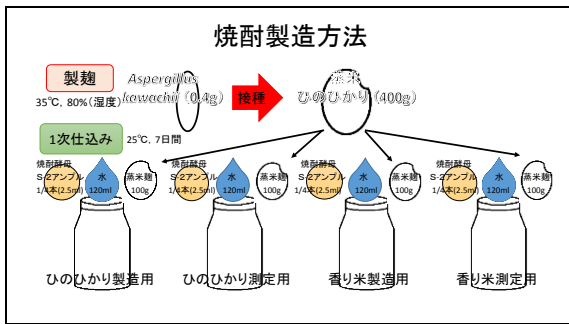 焼酎製造方法
製麹
35℃, 80%(湿度)
Aspergillus
kawachii (0.4g)
接種
蒸米
ひのひかり (400g)
1次仕込み
25℃, 7日間
焼酎酵母
S-2アンプル
1/4本(2.5ml)
水
120ml
蒸米麹
100g
焼酎酵母
S-2アンプル
1/4本(2.5ml)
水
120ml
蒸米麹
100g
焼酎酵母
S-2アンプル
1/4本(2.5ml)
水
120ml
蒸米麹
100g
焼酎酵母
S-2アンプル
1/4本(2.5ml)
水
120ml
蒸米麹
100g
ひのひかり製造用
ひのひかり測定用
香り米製造用
香り米測定用